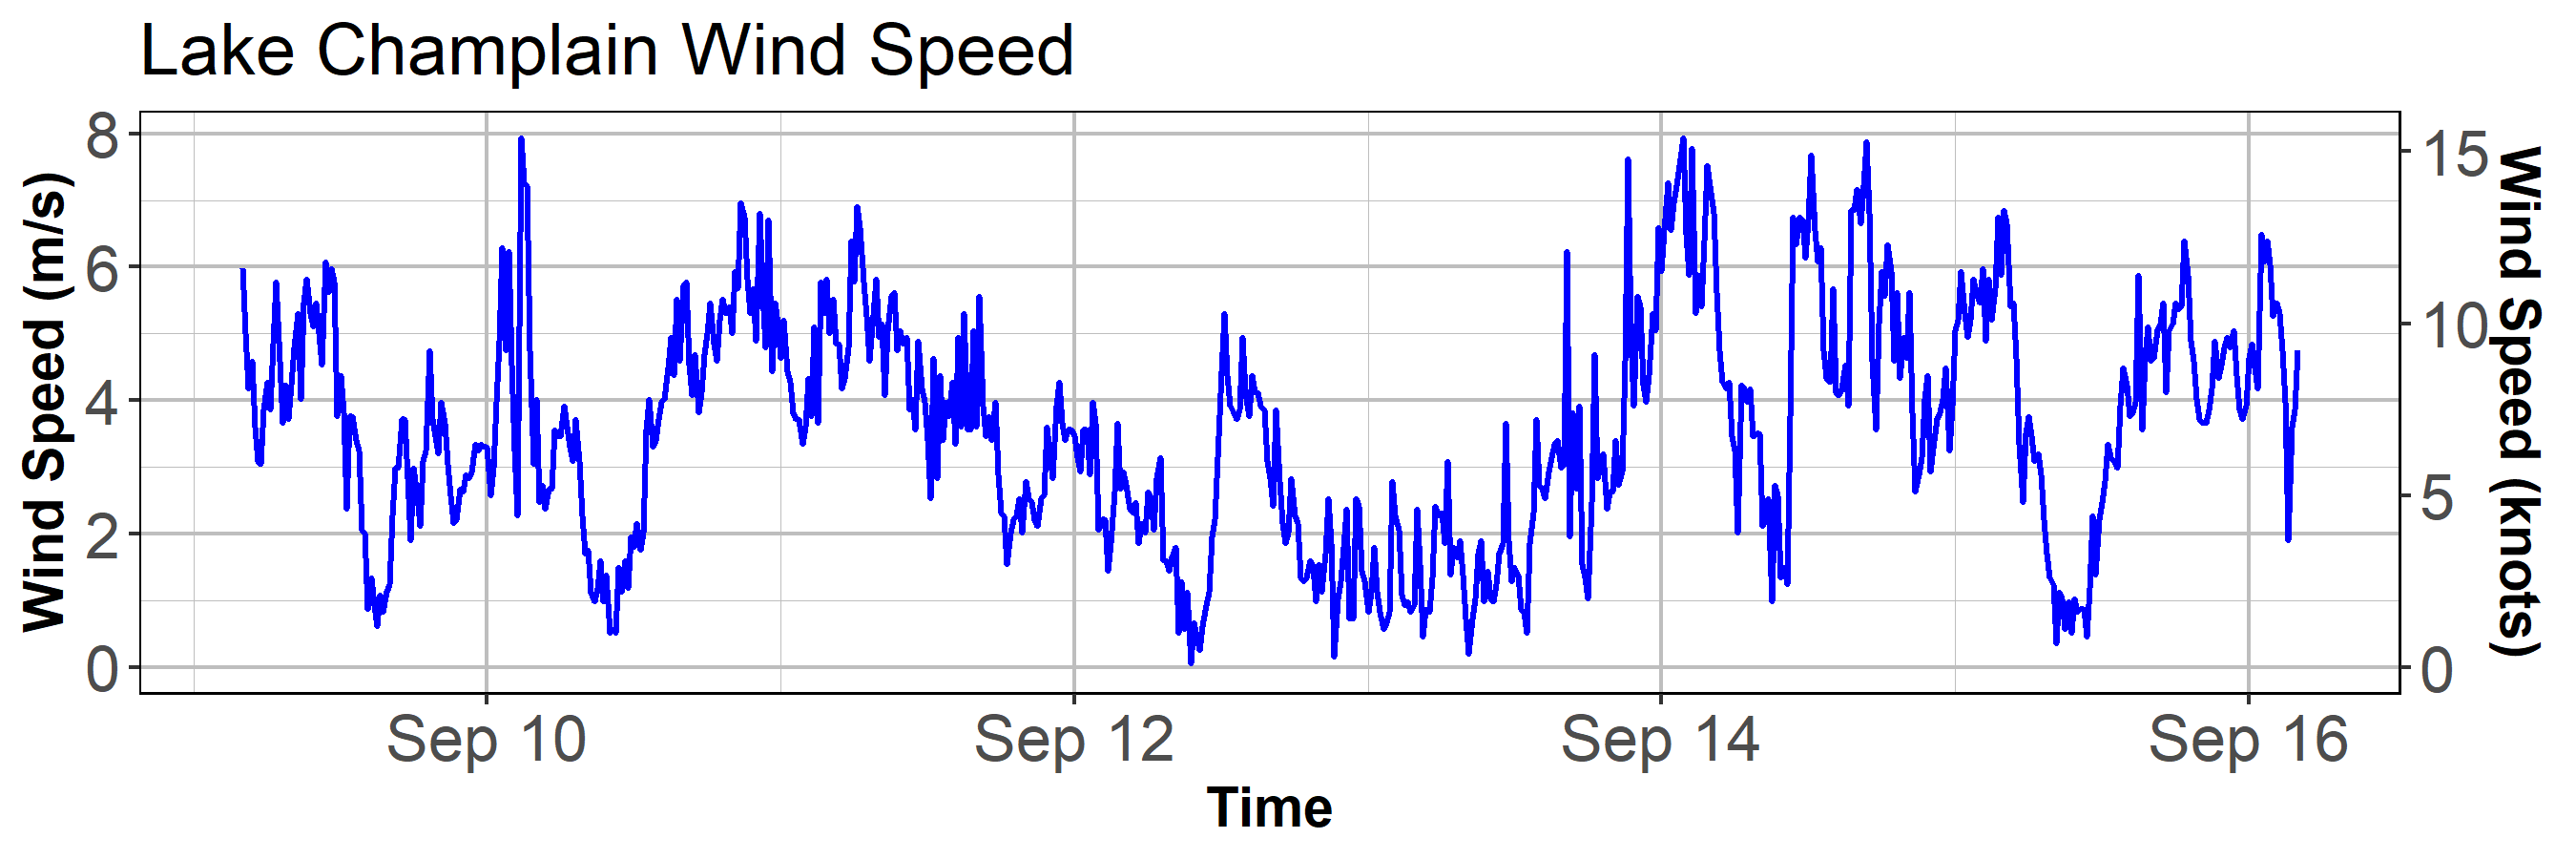 Lake Champlain Wind Speed
Wind Speed (m/s)
8
6
4
2
0
15
10
5
0
Wind Speed (knots)
Sep 10
Sep 12
Sep 14
Sep 16
Time